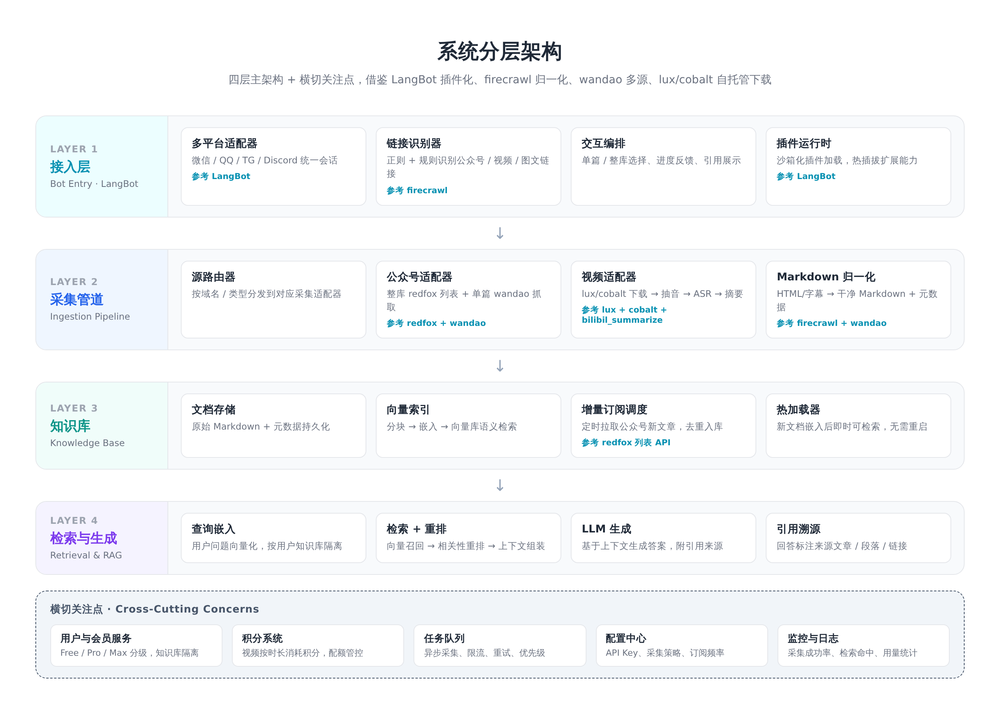 系统分层架构
四层主架构 + 横切关注点，借鉴 LangBot 插件化、firecrawl 归一化、wandao 多源、lux/cobalt 自托管下载
LAYER 1
接入层
Bot Entry · LangBot
多平台适配器
微信 / QQ / TG / Discord 统一会话
参考 LangBot
链接识别器
正则 + 规则识别公众号 / 视频 / 图文链
接
参考 firecrawl
交互编排
单篇 / 整库选择、进度反馈、引用展示
插件运行时
沙箱化插件加载，热插拔扩展能力
参考 LangBot
↓
LAYER 2
采集管道
Ingestion Pipeline
源路由器
按域名 / 类型分发到对应采集适配器
公众号适配器
整库 redfox 列表 + 单篇 wandao 抓
取
参考 redfox + wandao
视频适配器
lux/cobalt 下载 → 抽音 → ASR → 摘要
参考 lux + cobalt +
bilibil_summarize
Markdown 归一化
HTML/字幕 → 干净 Markdown + 元数
据
参考 firecrawl + wandao
↓
LAYER 3
知识库
Knowledge Base
文档存储
原始 Markdown + 元数据持久化
向量索引
分块 → 嵌入 → 向量库语义检索
增量订阅调度
定时拉取公众号新文章，去重入库
参考 redfox 列表 API
热加载器
新文档嵌入后即时可检索，无需重启
↓
LAYER 4
检索与生成
Retrieval & RAG
查询嵌入
用户问题向量化，按用户知识库隔离
检索 + 重排
向量召回 → 相关性重排 → 上下文组装
LLM 生成
基于上下文生成答案，附引用来源
引用溯源
回答标注来源文章 / 段落 / 链接
横切关注点 · Cross-Cutting Concerns
用户与会员服务
Free / Pro / Max 分级，知识库隔离
积分系统
视频按时长消耗积分，配额管控
任务队列
异步采集、限流、重试、优先级
配置中心
API Key、采集策略、订阅频率
监控与日志
采集成功率、检索命中、用量统计